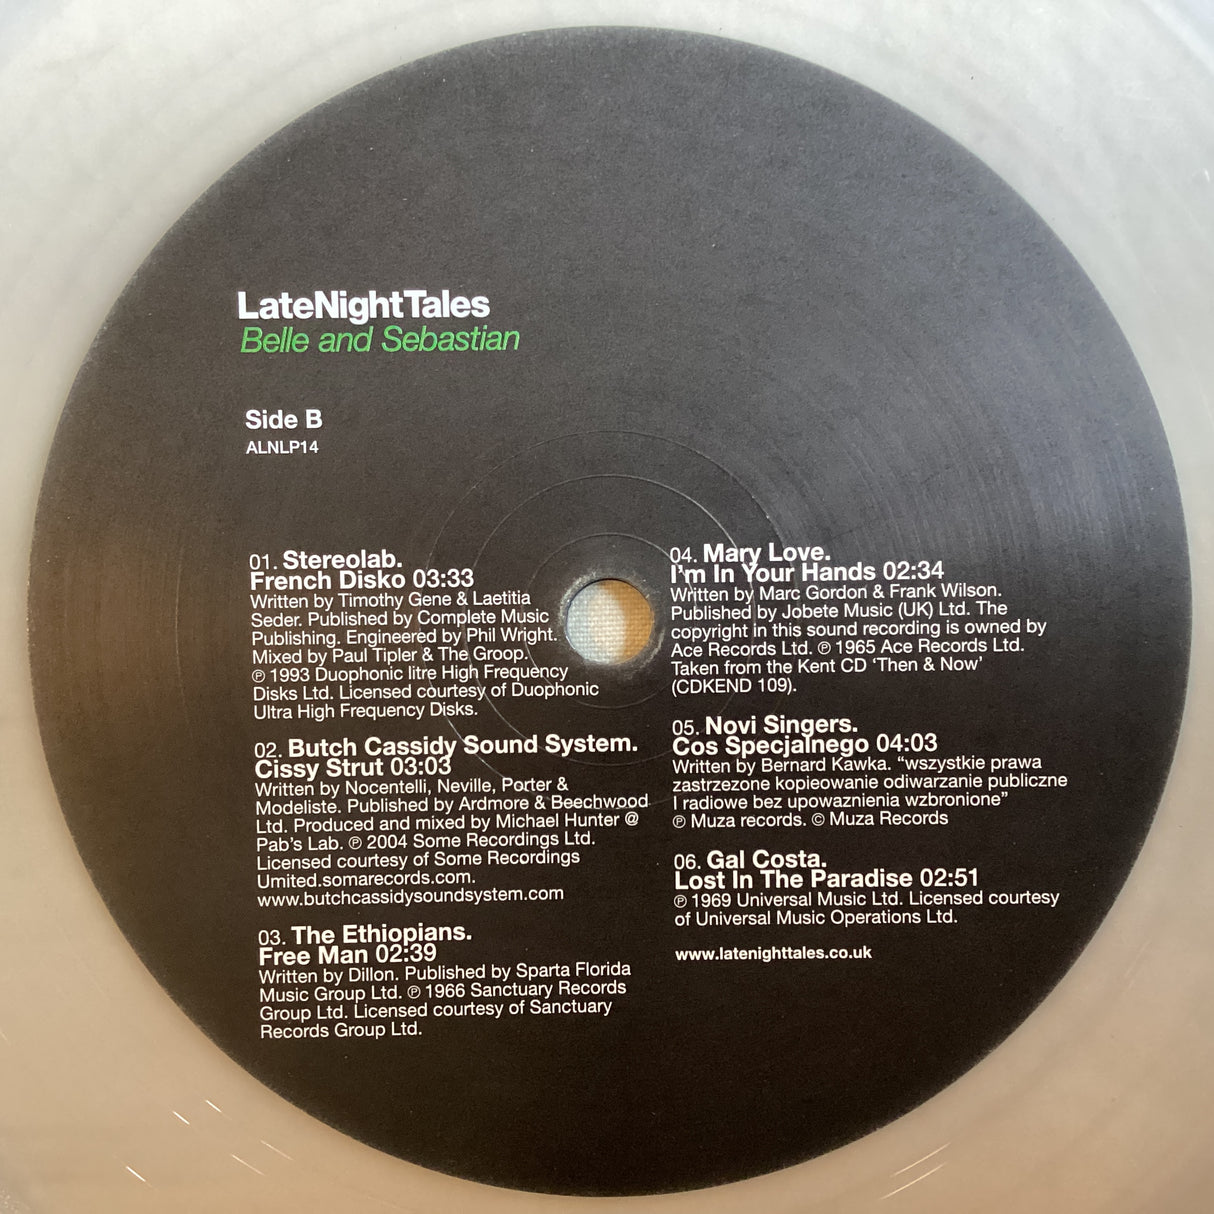 LateNightTales
Belle and Sebastian
Side B
ALNLP14
01. Stereolab.
French Disko 03:33
Written by Timothy Gene & Laetitia
Seder. Published by Complete Music
Publishing. Engineered by Phil Wright.
Mixed by Paul Tipler & The Groop.
℗ 1993 Duophonic litre High Frequency
Disks Ltd. Licensed courtesy of Duophonic
Ultra High Frequency Disks.
02. Butch Cassidy Sound System.
Cissy Strut 03:03
Written by Nocentelli, Neville, Porter &
Modeliste. Published by Ardmore & Beechwood
Ltd. Produced and mixed by Michael Hunter @
Pab's Lab. ℗ 2004 Some Recordings Ltd.
Licensed courtesy of Some Recordings
Umited.somarecords.com.
www.butchcassidysoundsystem.com
03. The Ethiopians.
Free Man 02:39
Written by Dillon. Published by Sparta Florida
Music Group Ltd. ℗ 1966 Sanctuary Records
Group Ltd. Licensed courtesy of Sanctuary
Records Group Ltd.
04. Mary Love.
I'm In Your Hands 02:34
Written by Marc Gordon & Frank Wilson.
Published by Jobete Music (UK) Ltd. The
copyright in this sound recording is owned by
Ace Records Ltd. ℗ 1965 Ace Records Ltd.
Taken from the Kent CD ‘Then & Now’
(CDKEND 109).
05. Novi Singers.
Cos Specjalnego 04:03
Written by Bernard Kawka. “wszystkie prawa
zastrzezone kopieowanie odiwarzanie publiczne
I radiowe bez upowaznienia wzbronione”
℗ Muza records. © Muza Records
06. Gal Costa.
Lost In The Paradise 02:51
℗ 1969 Universal Music Ltd. Licensed courtesy
of Universal Music Operations Ltd.
www.latenighttales.co.uk